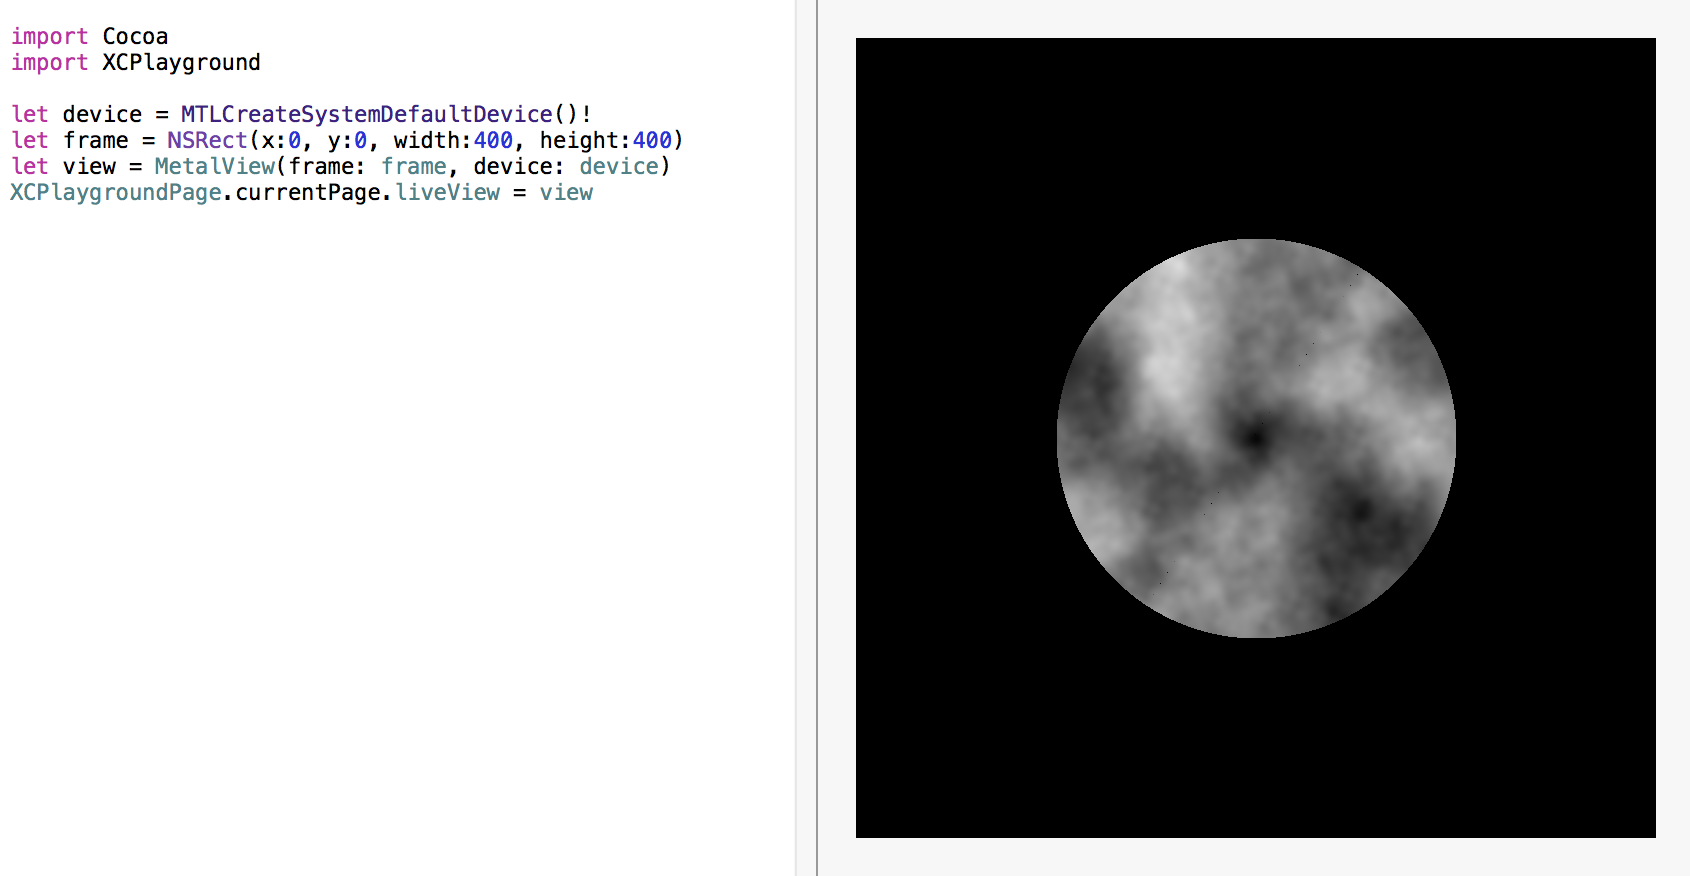 import Cocoa
import XCPlayground
let device = MTLCreateSystemDefaultDevice()!
let frame = NSRect(x:0, y:0, width:400, height:400)
let view = MetalView(frame: frame, device: device)
XCPlaygroundPage.currentPage.liveView = view